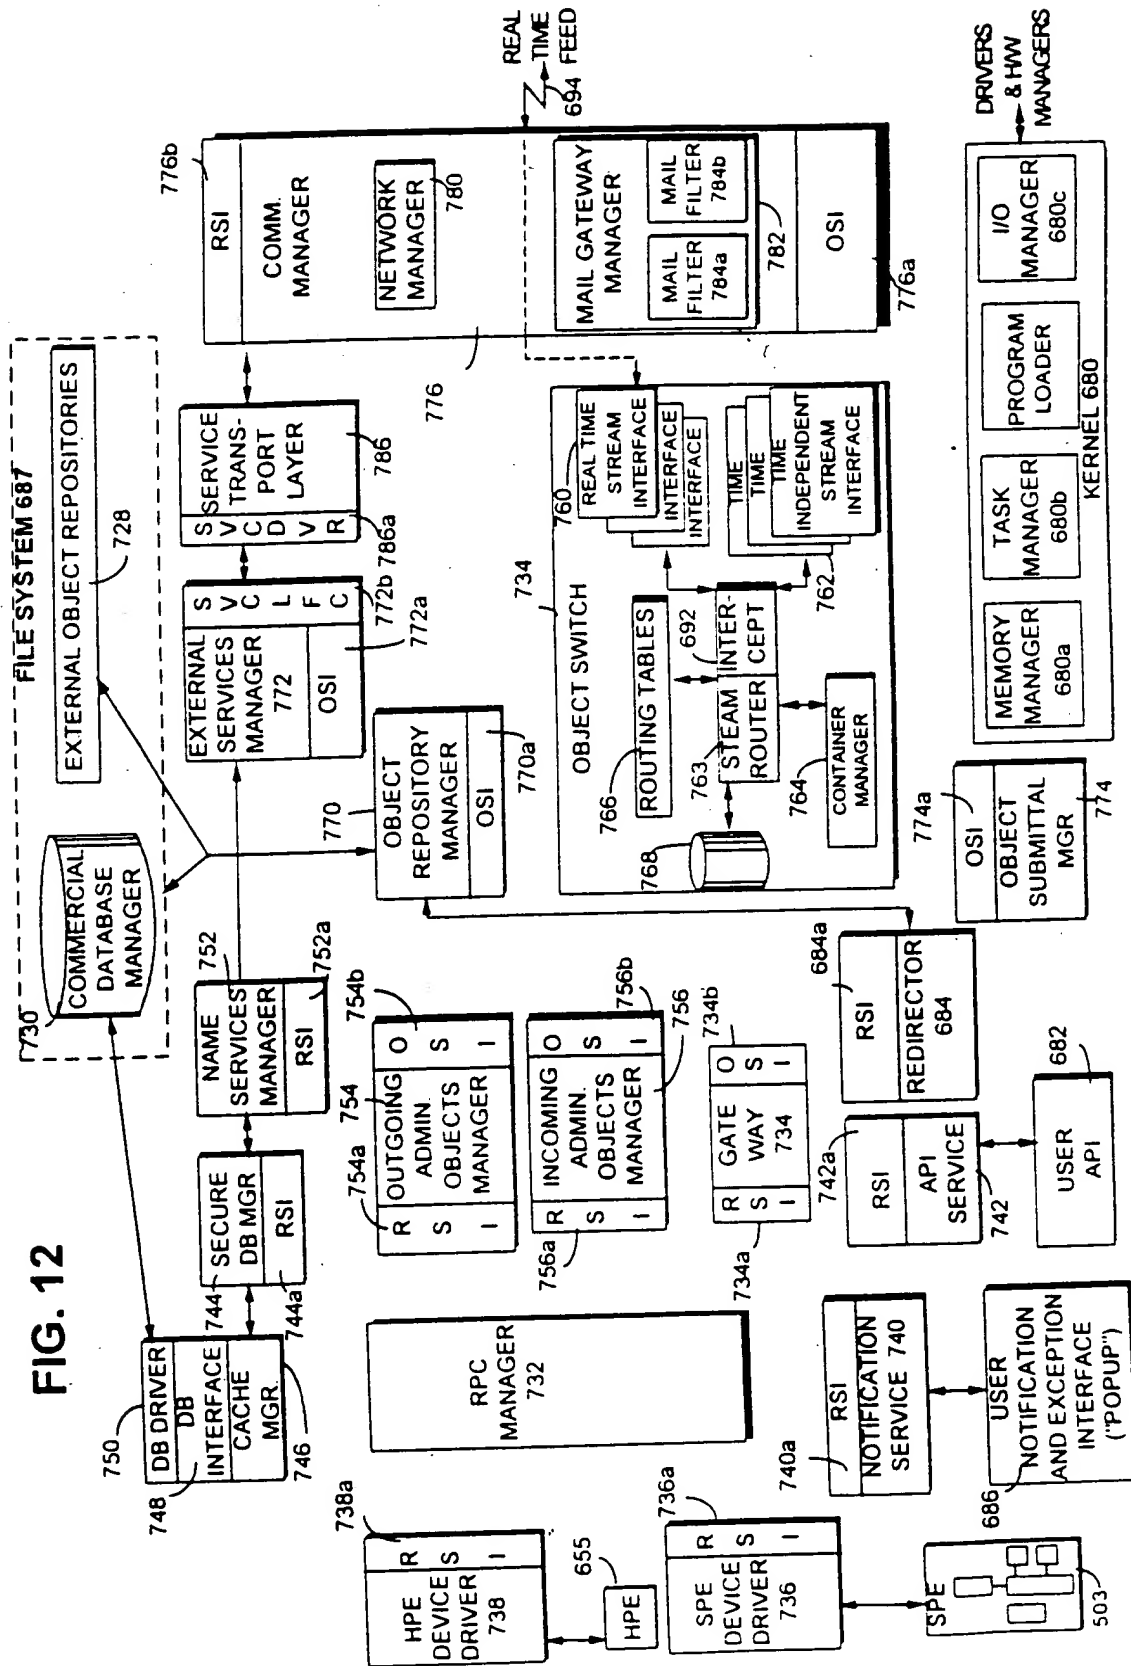 FIG. 12
FILE SYSTEM 687
EXTERNAL OBJECT REPOSITORIES
728
COMMERCIAL
DATABASE
MANAGER
730
750
DB DRIVER
DB
INTERFACE
CACHE
MGR.
748
746
744
SECURE
DB MGR
RSI
744a
752
NAME
SERVICES
MANAGER
RSI
752a
EXTERNAL
SERVICES
MANAGER
772
OSI
S
V
C
L
F
C
772b
772a
S
V
C
D
V
R
SERVICE
TRANS-
PORT
LAYER
786
786a
776b
RSI
COMM.
MANAGER
NETWORK
MANAGER
780
776
MAIL GATEWAY
MANAGER
MAIL
FILTER
784a
MAIL
FILTER
784b
782
OSI
776a
REAL
TIME
FEED
694
738a
HPE
DEVICE
DRIVER
738
R
S
I
655
HPE
736a
SPE
DEVICE
DRIVER
736
R
S
I
SPE
503
RPC
MANAGER
732
754a
754
754b
R
S
I
OUTGOING
ADMIN.
OBJECTS
MANAGER
O
S
I
756a
756b
756
R
S
I
INCOMING
ADMIN.
OBJECTS
MANAGER
O
S
I
734a
734b
R
S
I
GATE
WAY
734
O
S
I
770
OBJECT
REPOSITORY
MANAGER
OSI
770a
734
OBJECT SWITCH
766
ROUTING TABLES
692
763
STEAM
ROUTER
INTER-
CEPT
764
CONTAINER
MANAGER
768
760
REAL TIME
STREAM
INTERFACE
INTERFACE
INTERFACE
TIME
TIME
TIME
INDEPENDENT
STREAM
INTERFACE
762
740a
RSI
NOTIFICATION
SERVICE 740
USER
NOTIFICATION
AND EXCEPTION
INTERFACE
("POPUP")
686
742a
RSI
API
SERVICE
742
USER
API
682
684a
RSI
REDIRECTOR
684
774a
OSI
OBJECT
SUBMITTAL
MGR
774
MEMORY
MANAGER
680a
TASK
MANAGER
680b
PROGRAM
LOADER
I/O
MANAGER
680c
KERNEL 680
DRIVERS
& H/W
MANAGERS